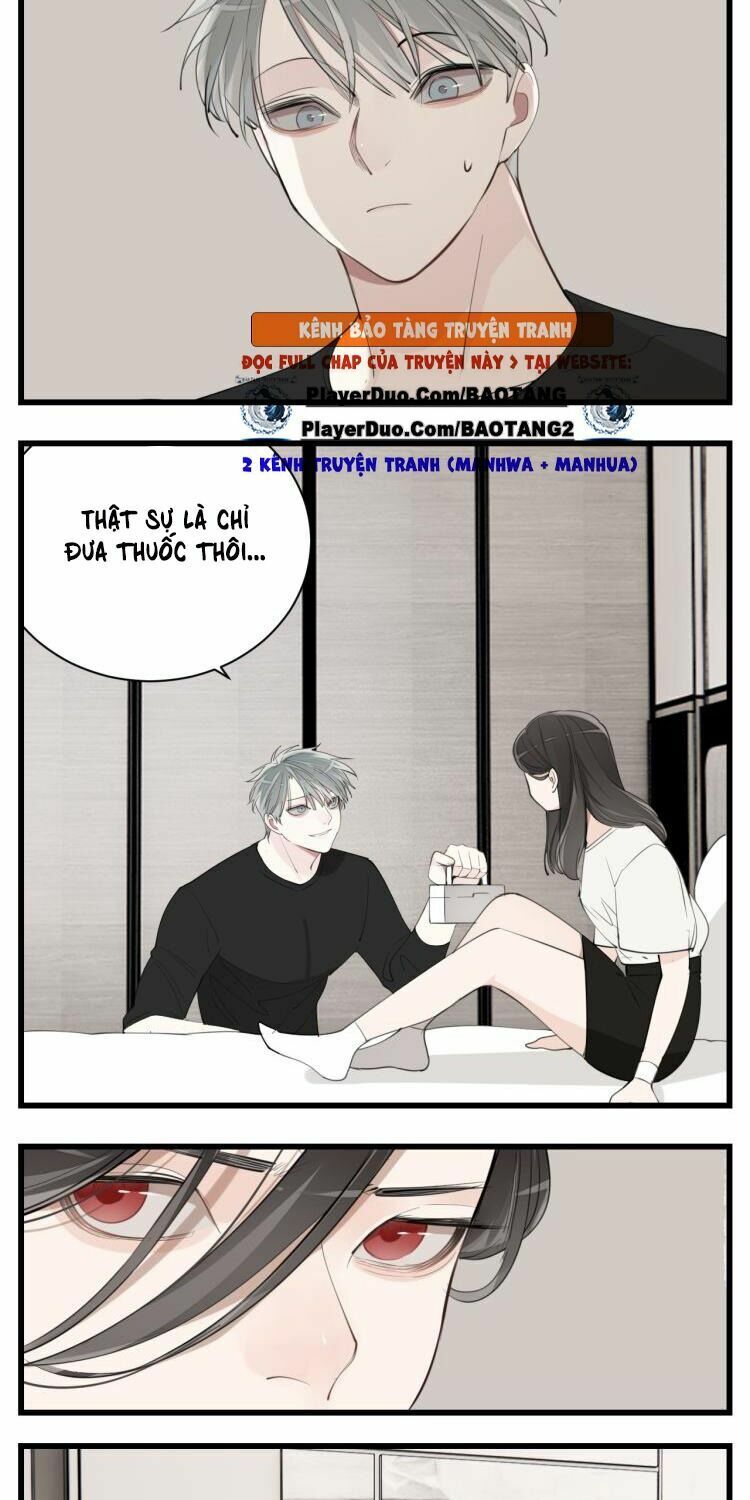 KÊNH BẢO TÀNG TRUYỆN TRANH
ĐỌC FULL CHAP CỦA TRUYỆN NÀY > TẠI WEBSITE:
PlayerDuo.Com/BAOTANG
PlayerDuo.Com/BAOTANG2
2 KÊNH TRUYỆN TRANH (MANHWA + MANHUA)
THẬT SỰ LÀ CHỈ
ĐƯA THUỐC THÔI...